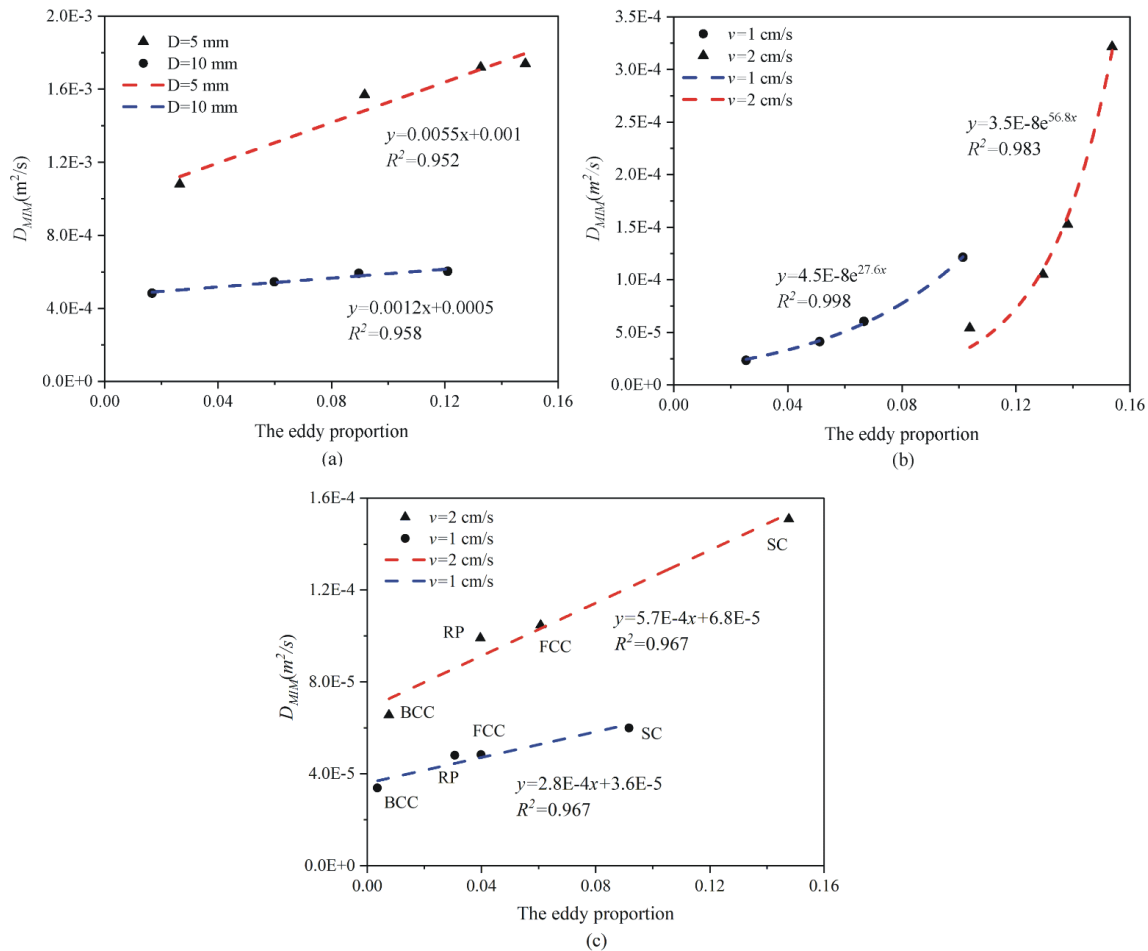 2.0E-3
1.6E-3
1.2E-3
8.0E-4
4.0E-4
0.0E+0
D_MIM(m²/s)
D=5 mm
D=10 mm
D=5 mm
D=10 mm
y=0.0055x+0.001
R²=0.952
y=0.0012x+0.0005
R²=0.958
0.00 0.04 0.08 0.12 0.16
The eddy proportion
(a)
3.5E-4
3.0E-4
2.5E-4
2.0E-4
1.5E-4
1.0E-4
5.0E-5
0.0E+0
D_MIM(m²/s)
v=1 cm/s
v=2 cm/s
v=1 cm/s
v=2 cm/s
y=3.5E-8e^56.8x
R²=0.983
y=4.5E-8e^27.6x
R²=0.998
0.00 0.04 0.08 0.12 0.16
The eddy proportion
(b)
1.6E-4
1.2E-4
8.0E-5
4.0E-5
0.0E+0
D_MIM(m²/s)
v=2 cm/s
v=1 cm/s
v=2 cm/s
v=1 cm/s
SC
RP
FCC
y=5.7E-4x+6.8E-5
R²=0.967
BCC
FCC
SC
RP
BCC
y=2.8E-4x+3.6E-5
R²=0.967
0.00 0.04 0.08 0.12 0.16
The eddy proportion
(c)